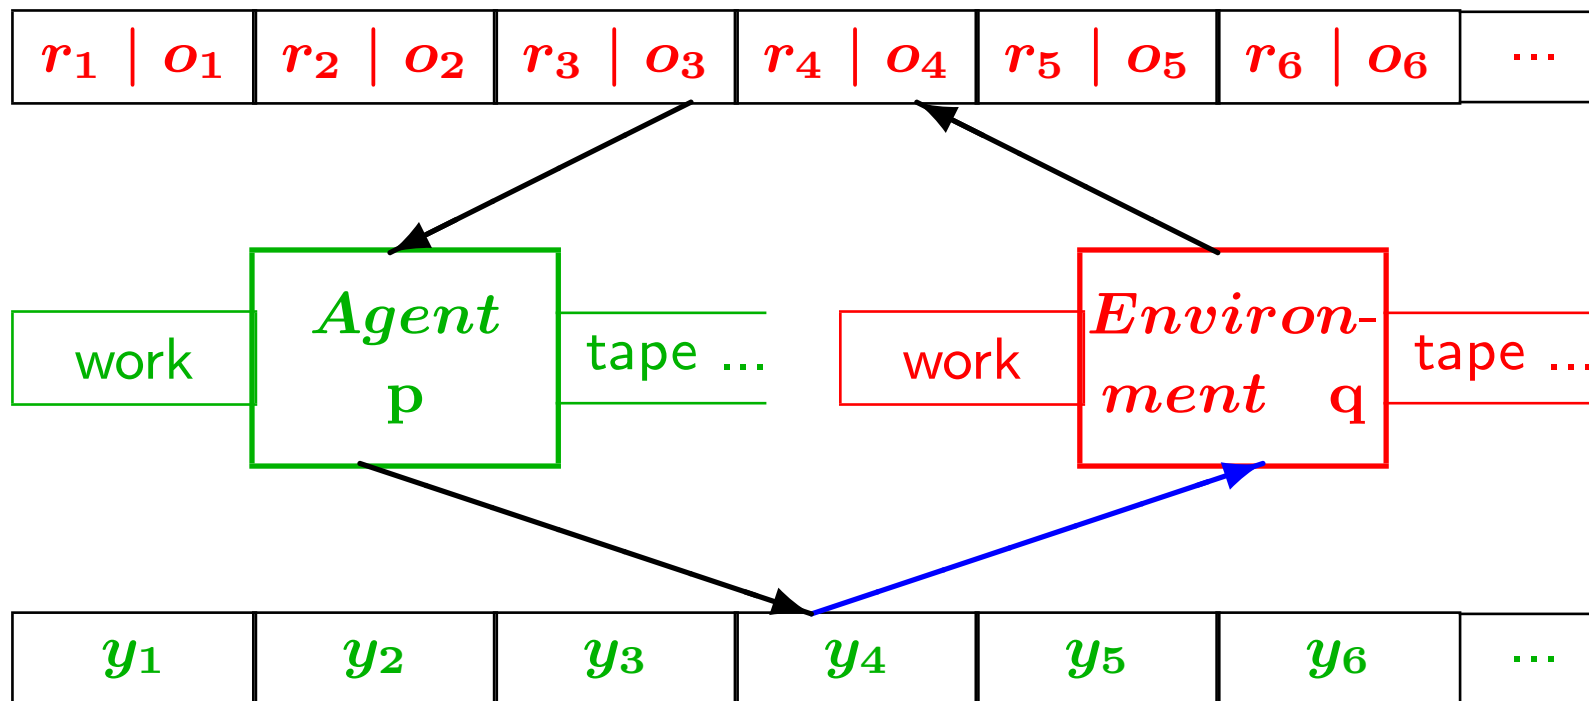 r₁ | o₁ r₂ | o₂ r₃ | o₃ r₄ | o₄ r₅ | o₅ r₆ | o₆ ...
Agent
p
work
tape ...
Environ-
ment q
work
tape ...
y₁ y₂ y₃ y₄ y₅ y₆ ...